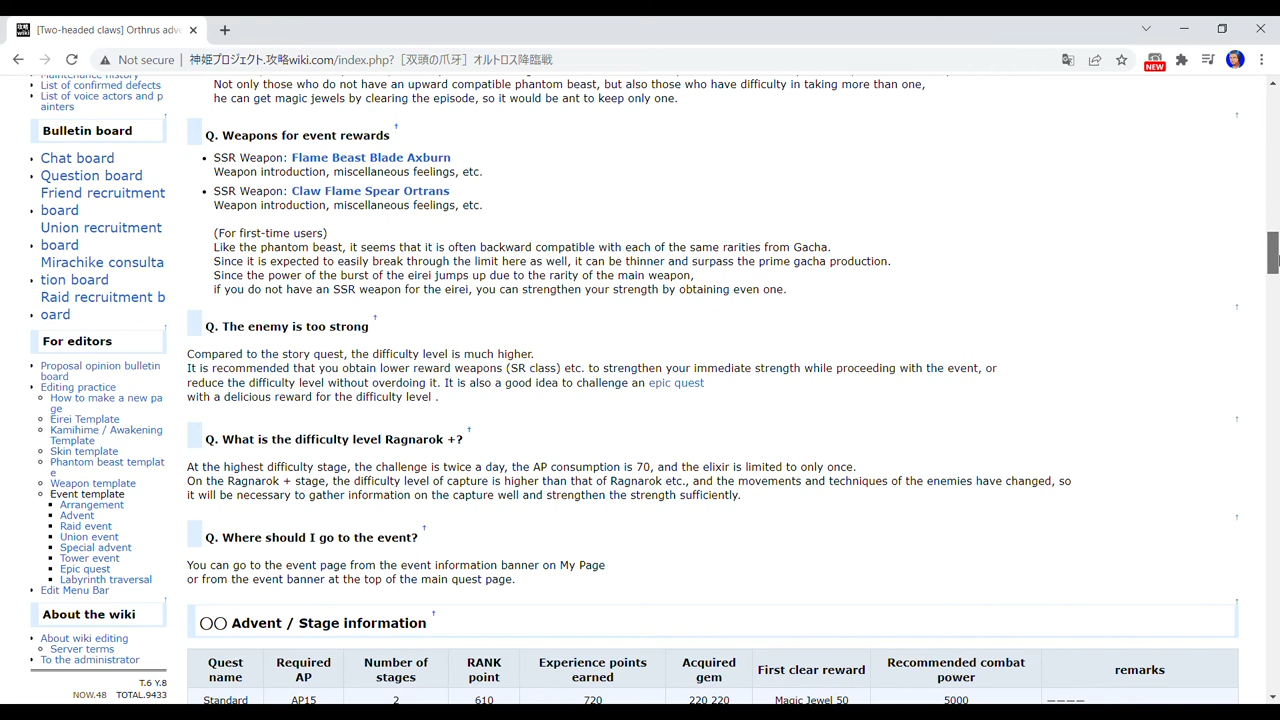 [Two-headed claws] Orthrus adv
Not secure
神姫プロジェクト.攻略wiki.com/index.php?［双頭の爪牙］オルトロス降臨戦
NEW
Maintenance history
List of confirmed defects
List of voice actors and p
ainters
Bulletin board
Chat board
Question board
Friend recruitment
board
Union recruitment
board
Mirachike consulta
tion board
Raid recruitment b
oard
For editors
Proposal opinion bulletin
board
Editing practice
How to make a new pa
ge
Eirei Template
Kamihime / Awakening
Template
Skin template
Phantom beast templat
e
Weapon template
Event template
Arrangement
Advent
Raid event
Union event
Special advent
Tower event
Epic quest
Labyrinth traversal
Edit Menu Bar
About the wiki
About wiki editing
Server terms
To the administrator
T.6 Y.8
NOW.48 TOTAL.9433
Not only those who do not have an upward compatible phantom beast, but also those who have difficulty in taking more than one,
he can get magic jewels by clearing the episode, so it would be ant to keep only one.
Q. Weapons for event rewards †
SSR Weapon: Flame Beast Blade Axburn
Weapon introduction, miscellaneous feelings, etc.
SSR Weapon: Claw Flame Spear Ortrans
Weapon introduction, miscellaneous feelings, etc.
(For first-time users)
Like the phantom beast, it seems that it is often backward compatible with each of the same rarities from Gacha.
Since it is expected to easily break through the limit here as well, it can be thinner and surpass the prime gacha production.
Since the power of the burst of the eirei jumps up due to the rarity of the main weapon,
if you do not have an SSR weapon for the eirei, you can strengthen your strength by obtaining even one.
Q. The enemy is too strong †
Compared to the story quest, the difficulty level is much higher.
It is recommended that you obtain lower reward weapons (SR class) etc. to strengthen your immediate strength while proceeding with the event, or
reduce the difficulty level without overdoing it. It is also a good idea to challenge an epic quest
with a delicious reward for the difficulty level .
Q. What is the difficulty level Ragnarok +? †
At the highest difficulty stage, the challenge is twice a day, the AP consumption is 70, and the elixir is limited to only once.
On the Ragnarok + stage, the difficulty level of capture is higher than that of Ragnarok etc., and the movements and techniques of the enemies have changed, so
it will be necessary to gather information on the capture well and strengthen the strength sufficiently.
Q. Where should I go to the event? †
You can go to the event page from the event information banner on My Page
or from the event banner at the top of the main quest page.
〇〇 Advent / Stage information †
Quest name Required AP Number of stages RANK point Experience points earned Acquired gem First clear reward Recommended combat power remarks
Standard AP15 2 610 720 220 220 Magic Jewel 50 5000 ————